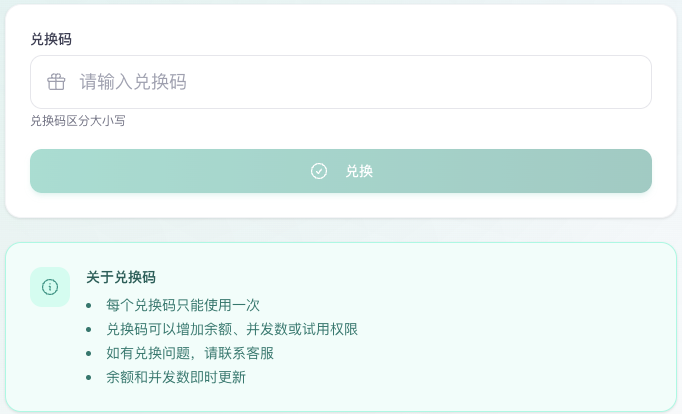 兑换码
请输入兑换码
兑换码区分大小写
兑换
关于兑换码
每个兑换码只能使用一次
兑换码可以增加余额、并发数或试用权限
如有兑换问题，请联系客服
余额和并发数即时更新